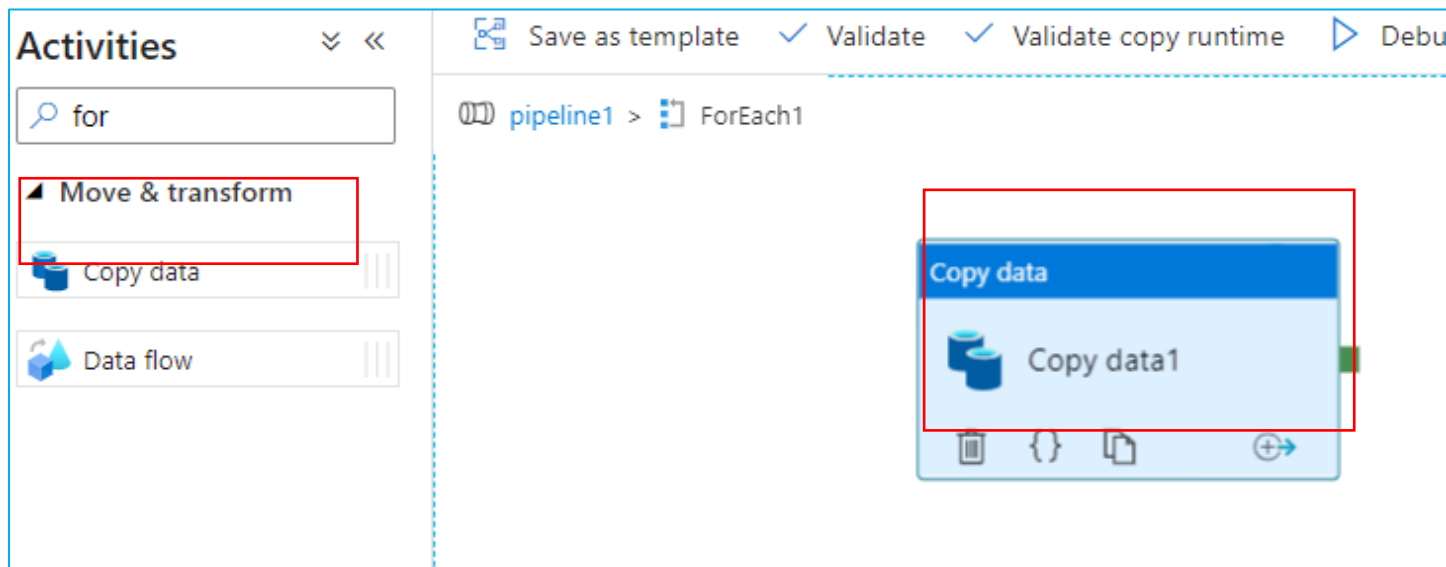 Activities
for
Move & transform
Copy data
Data flow
Save as template
Validate
Validate copy runtime
Debu
pipeline1 > ForEach1
Copy data
Copy data1
{}